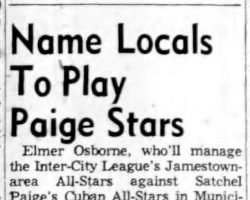 Name Locals
To Play
Paige Stars
Elmer Osborne, who'll manage
the Inter-City League's Jamestown-
area All-Stars against Satchel
Paige's Cuban All-Stars in Munici-